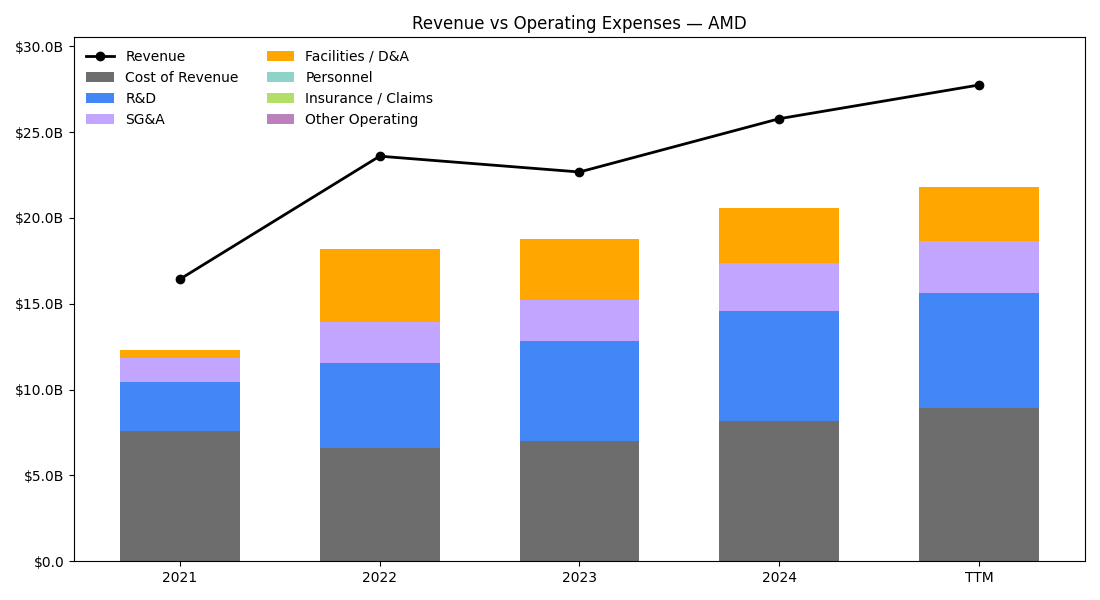 Revenue vs Operating Expenses — AMD
$30.0B
$25.0B
$20.0B
$15.0B
$10.0B
$5.0B
$0.0
Revenue
Cost of Revenue
R&D
SG&A
Facilities / D&A
Personnel
Insurance / Claims
Other Operating
2021
2022
2023
2024
TTM